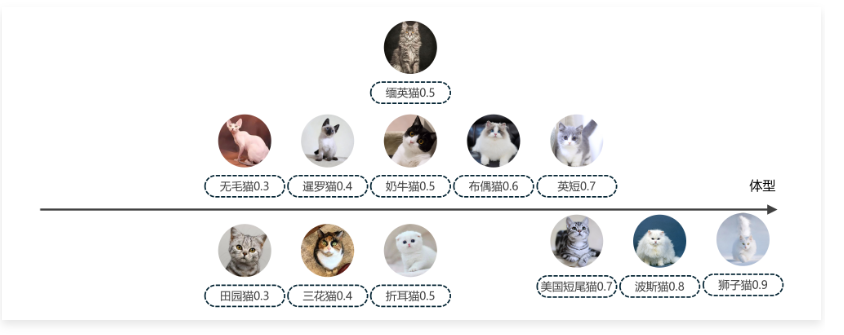 缅英猫0.5
无毛猫0.3
暹罗猫0.4
奶牛猫0.5
布偶猫0.6
英短0.7
体型
田园猫0.3
三花猫0.4
折耳猫0.5
美国短尾猫0.7
波斯猫0.8
狮子猫0.9